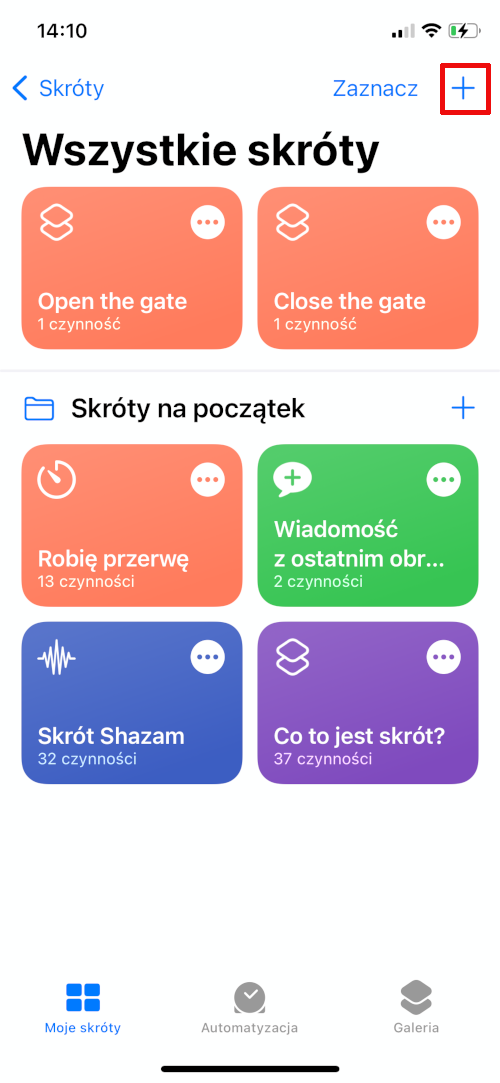 14:10
Skróty
Zaznacz
Wszystkie skróty
Open the gate
1 czynność
Close the gate
1 czynność
Skróty na początek
Robię przerwę
13 czynności
Wiadomość
z ostatnim obr...
2 czynności
Skrót Shazam
32 czynności
Co to jest skrót?
37 czynności
Moje skróty
Automatyzacja
Galeria